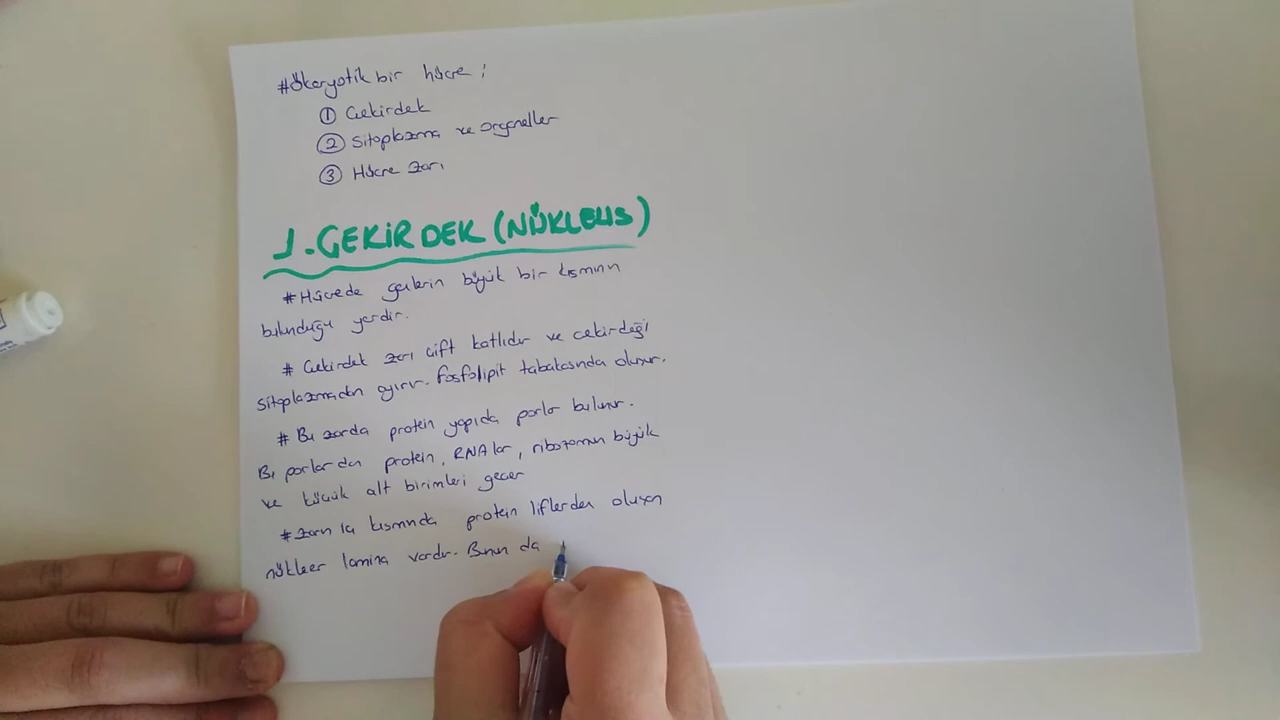 #Ökaryotik bir hücre ;
① Çekirdek
② Sitoplazma ve organeller
③ Hücre zarı
1.ÇEKİRDEK (NÜKLEUS)
#Hücrede genlerin büyük bir kısmının
bulunduğu yerdir.
# Çekirdek zarı çift katlıdır ve çekirdeği
sitoplazmadan ayırır. Fosfolipit tabakasında oluşur.
# Bu zarda protein yapıda porlar bulunur.
Bu porlardan protein, RNAlar, ribozomun büyük
ve küçük alt birimleri geçer
#Zarın iç kısmında protein liflerden oluşan
nükleer lamina vardır. Bunun da